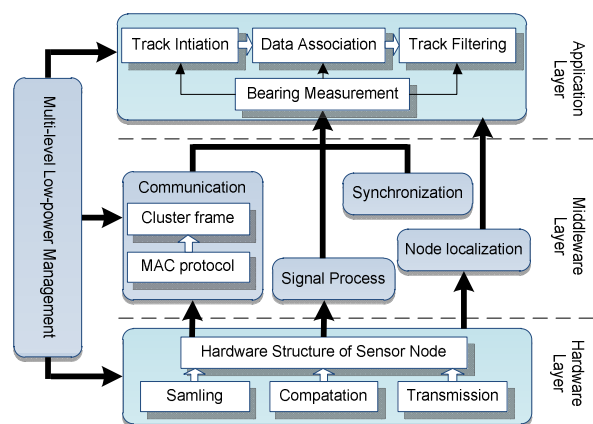 Track Intiation
Data Association
Track Filtering
Bearing Measurement
Application
Layer
Multi-level Low-power Management
Communication
Cluster frame
MAC protocol
Synchronization
Signal Process
Node localization
Middleware
Layer
Hardware Structure of Sensor Node
Samling
Compatation
Transmission
Hardware
Layer